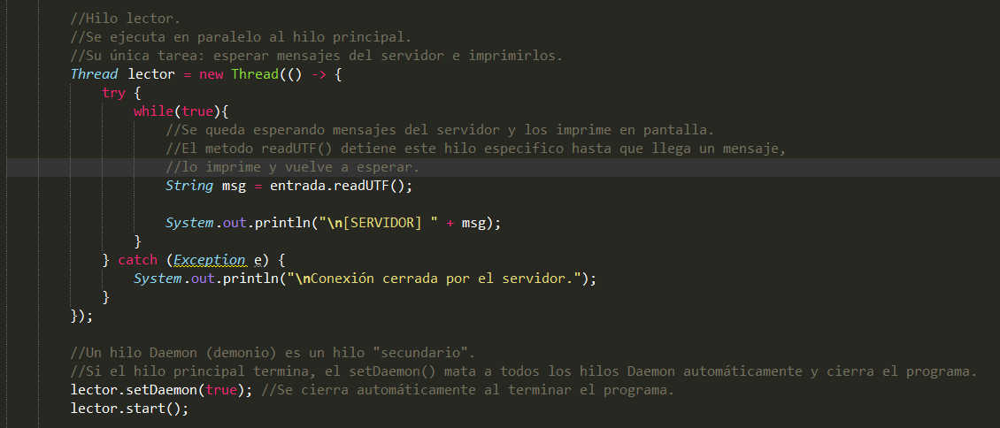 //Hilo lector.
//Se ejecuta en paralelo al hilo principal.
//Su única tarea: esperar mensajes del servidor e imprimirlos.
Thread lector = new Thread(() -> {
try {
while(true){
//Se queda esperando mensajes del servidor y los imprime en pantalla.
//El metodo readUTF() detiene este hilo especifico hasta que llega un mensaje,
//lo imprime y vuelve a esperar.
String msg = entrada.readUTF();
System.out.println("\n[SERVIDOR] " + msg);
}
} catch (Exception e) {
System.out.println("\nConexión cerrada por el servidor.");
}
});
//Un hilo Daemon (demonio) es un hilo "secundario".
//Si el hilo principal termina, el setDaemon() mata a todos los hilos Daemon automáticamente y cierra el programa.
lector.setDaemon(true); //Se cierra automáticamente al terminar el programa.
lector.start();